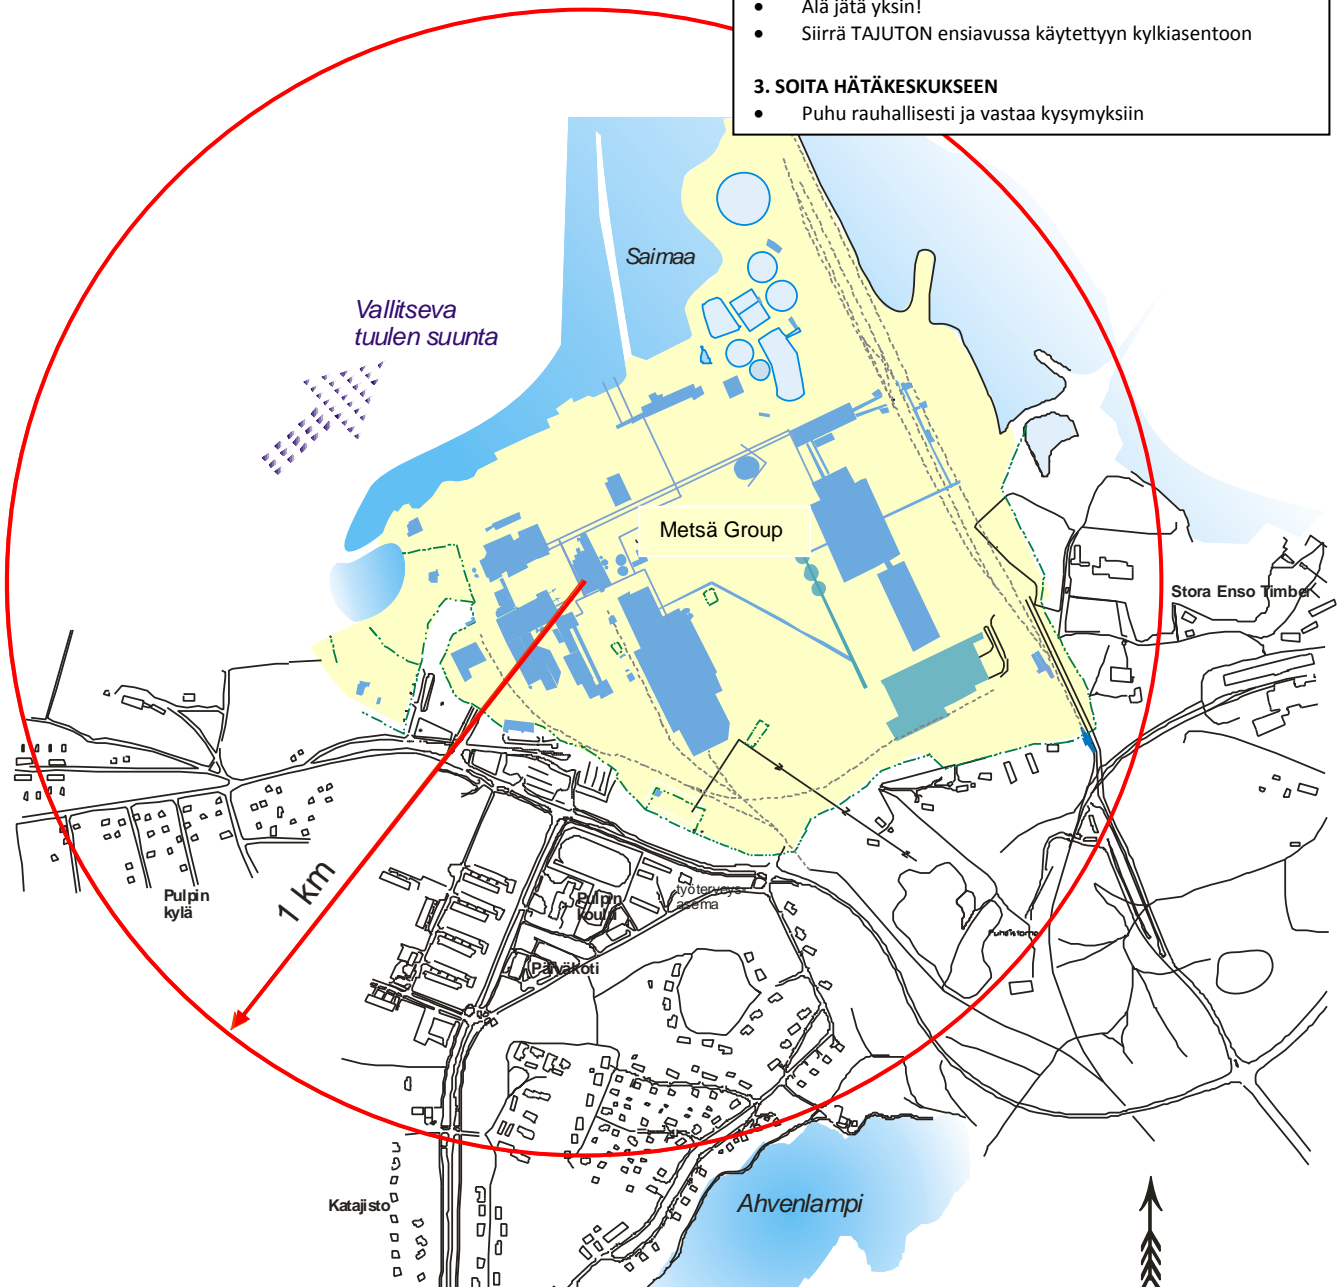 • Älä jätä yksin!
• Siirrä TAJUTON ensiavussa käytettyyn kylkiasentoon
3. SOITA HÄTÄKESKUKSEEN
• Puhu rauhallisesti ja vastaa kysymyksiin
Saimaa
Vallitseva
tuulen suunta
Metsä Group
Stora Enso Timber
Pulpin
kylä
1 km
Pulpin
koulu
työterveys-
asema
Puhdistamo
Päiväkoti
Katajisto
Ahvenlampi